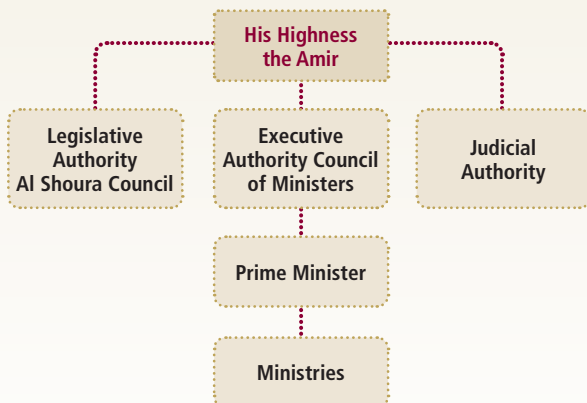 His Highness
the Amir
Legislative
Authority
Al Shoura Council
Executive
Authority Council
of Ministers
Judicial
Authority
Prime Minister
Ministries